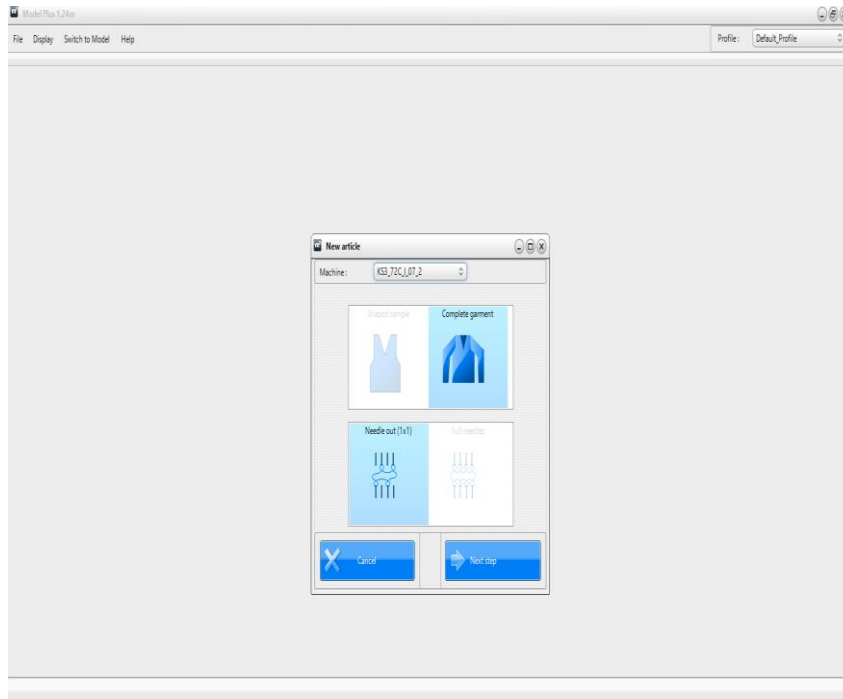 Model Plus 1.24m
File Display Switch to Model Help Profile: Default_Profile
New article
Machine: KS3_72C_I_07_2
Shaped sample Complete garment
Needle out (1x1) Full needles
Cancel Next step